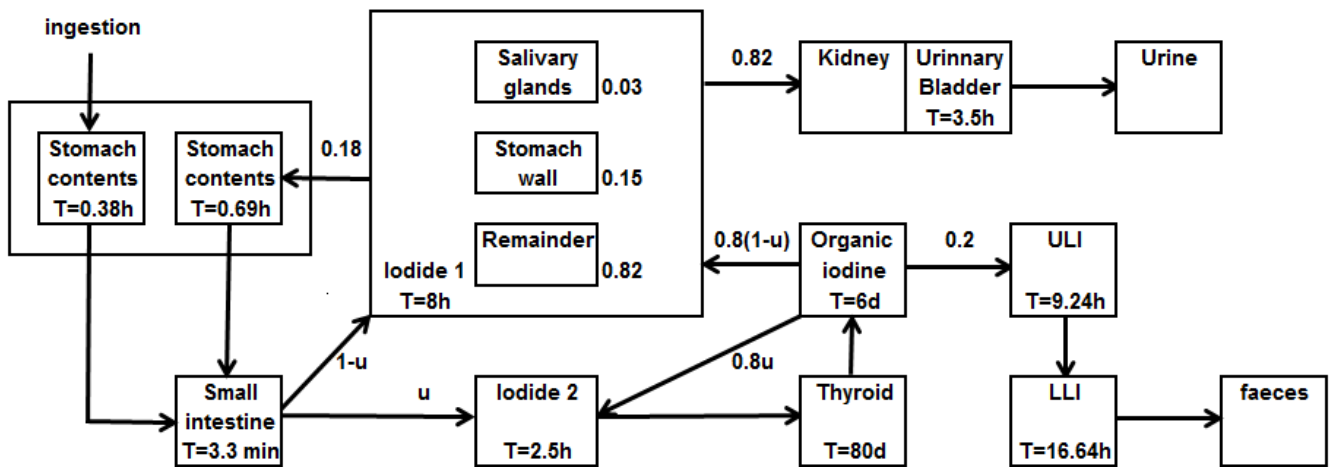 ingestion
Stomach
contents
T=0.38h
Stomach
contents
T=0.69h
0.18
Salivary
glands
0.03
Stomach
wall
0.15
Remainder
0.82
Iodide 1
T=8h
0.82
Kidney
Urinnary
Bladder
T=3.5h
Urine
0.8(1-u)
Organic
iodine
T=6d
0.2
ULI
T=9.24h
1-u
0.8u
Small
intestine
T=3.3 min
u
Iodide 2
T=2.5h
Thyroid
T=80d
LLI
T=16.64h
faeces